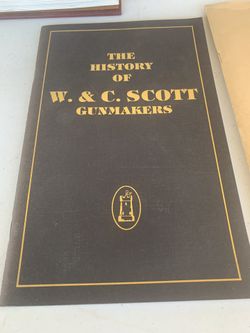 THE
HISTORY
OF
W. & C. SCOTT
GUNMAKERS